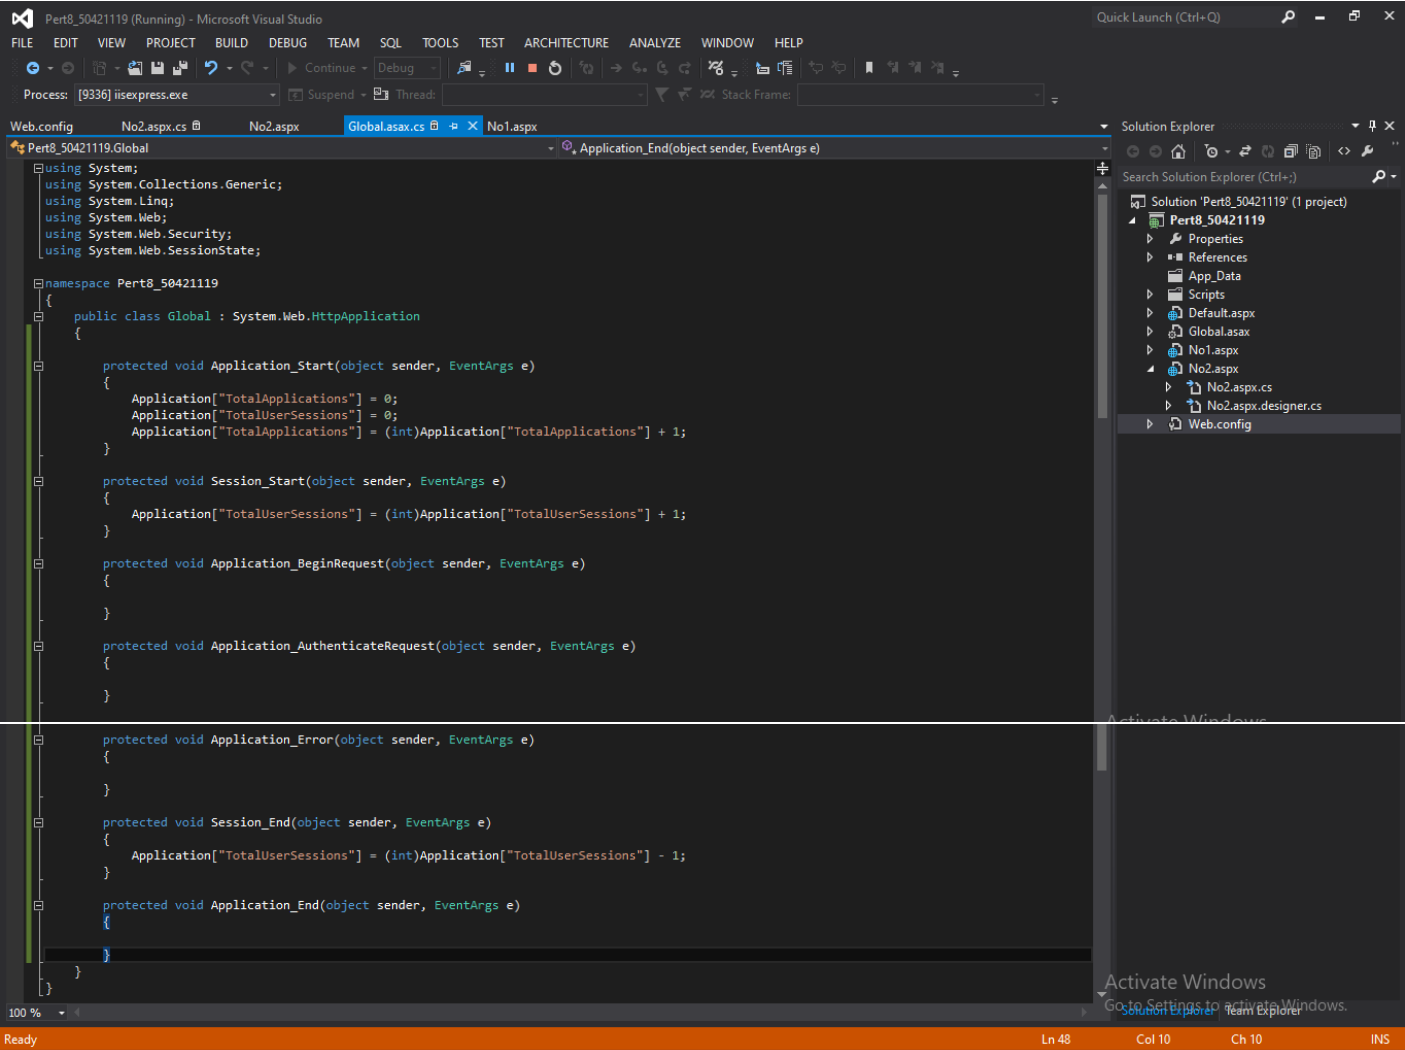 Pert8_50421119 (Running) - Microsoft Visual Studio
Quick Launch (Ctrl+Q)
FILE EDIT VIEW PROJECT BUILD DEBUG TEAM SQL TOOLS TEST ARCHITECTURE ANALYZE WINDOW HELP
Continue Debug
Process: [9336] iisexpress.exe Suspend Thread: Stack Frame:
Web.config No2.aspx.cs No2.aspx Global.asax.cs No1.aspx
Pert8_50421119.Global Application_End(object sender, EventArgs e)
using System;
using System.Collections.Generic;
using System.Linq;
using System.Web;
using System.Web.Security;
using System.Web.SessionState;
namespace Pert8_50421119
{
public class Global : System.Web.HttpApplication
{
protected void Application_Start(object sender, EventArgs e)
{
Application["TotalApplications"] = 0;
Application["TotalUserSessions"] = 0;
Application["TotalApplications"] = (int)Application["TotalApplications"] + 1;
}
protected void Session_Start(object sender, EventArgs e)
{
Application["TotalUserSessions"] = (int)Application["TotalUserSessions"] + 1;
}
protected void Application_BeginRequest(object sender, EventArgs e)
{
}
protected void Application_AuthenticateRequest(object sender, EventArgs e)
{
}
protected void Application_Error(object sender, EventArgs e)
{
}
protected void Session_End(object sender, EventArgs e)
{
Application["TotalUserSessions"] = (int)Application["TotalUserSessions"] - 1;
}
protected void Application_End(object sender, EventArgs e)
{
}
}
}
100 %
Solution Explorer
Search Solution Explorer (Ctrl+;)
Solution 'Pert8_50421119' (1 project)
Pert8_50421119
Properties
References
App_Data
Scripts
Default.aspx
Global.asax
No1.aspx
No2.aspx
No2.aspx.cs
No2.aspx.designer.cs
Web.config
Activate Windows
Activate Windows
Go to Settings to activate Windows.
Solution Explorer Team Explorer
Ready Ln 48 Col 10 Ch 10 INS